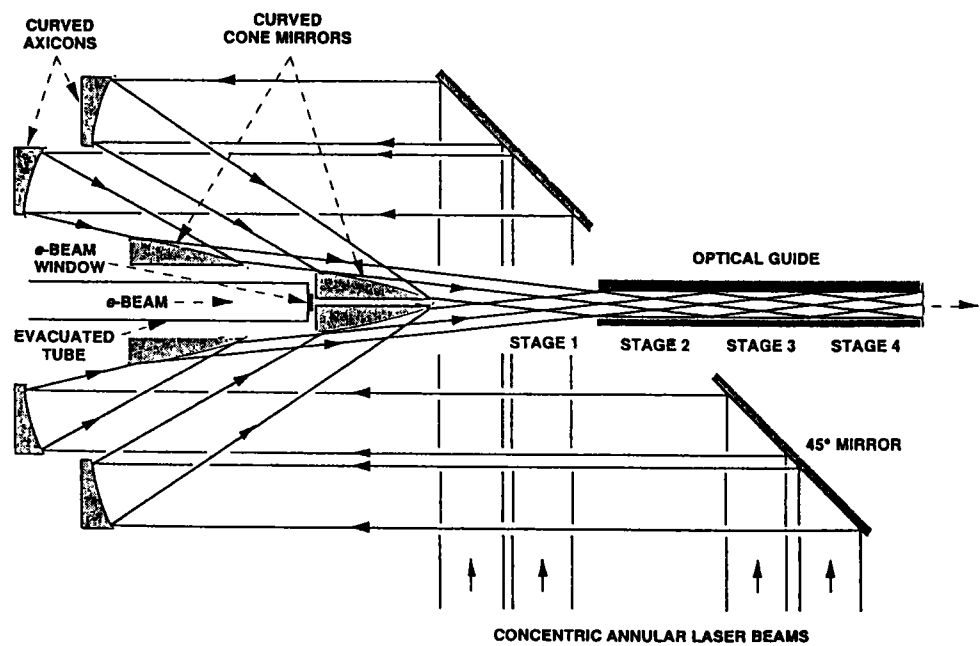 CURVED
AXICONS
CURVED
CONE MIRRORS
e-BEAM
WINDOW
OPTICAL GUIDE
e-BEAM
EVACUATED
TUBE
STAGE 1
STAGE 2
STAGE 3
STAGE 4
45° MIRROR
CONCENTRIC ANNULAR LASER BEAMS